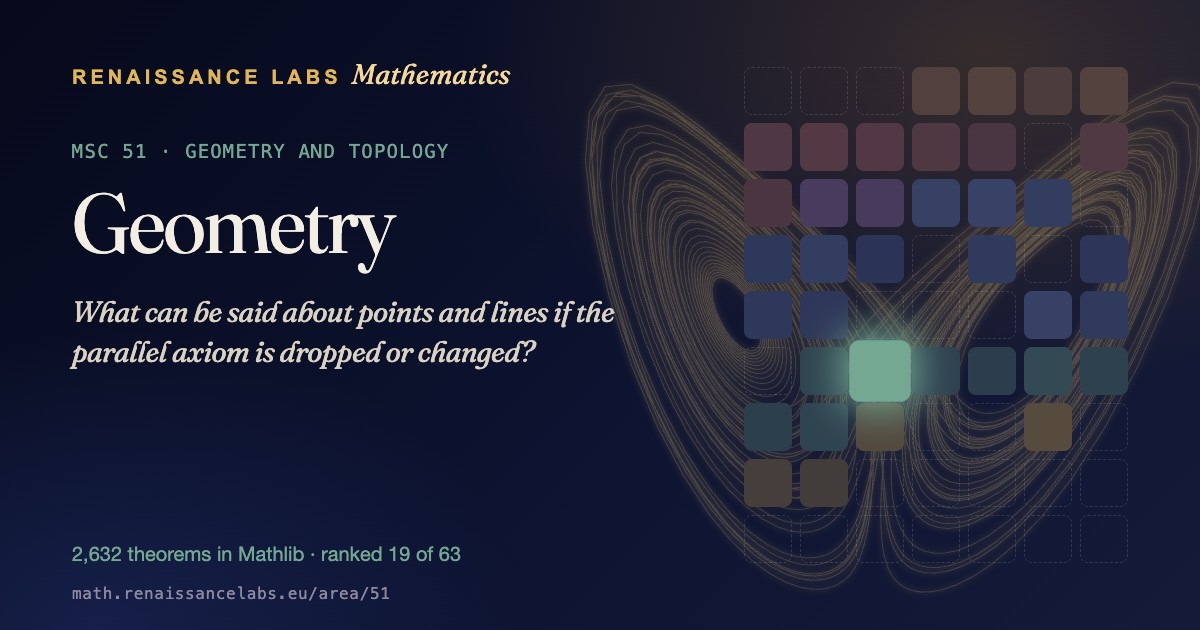 RENAISSANCE LABS Mathematics
MSC 51 · GEOMETRY AND TOPOLOGY
Geometry
What can be said about points and lines if the
parallel axiom is dropped or changed?
2,632 theorems in Mathlib · ranked 19 of 63
math.renaissancelabs.eu/area/51